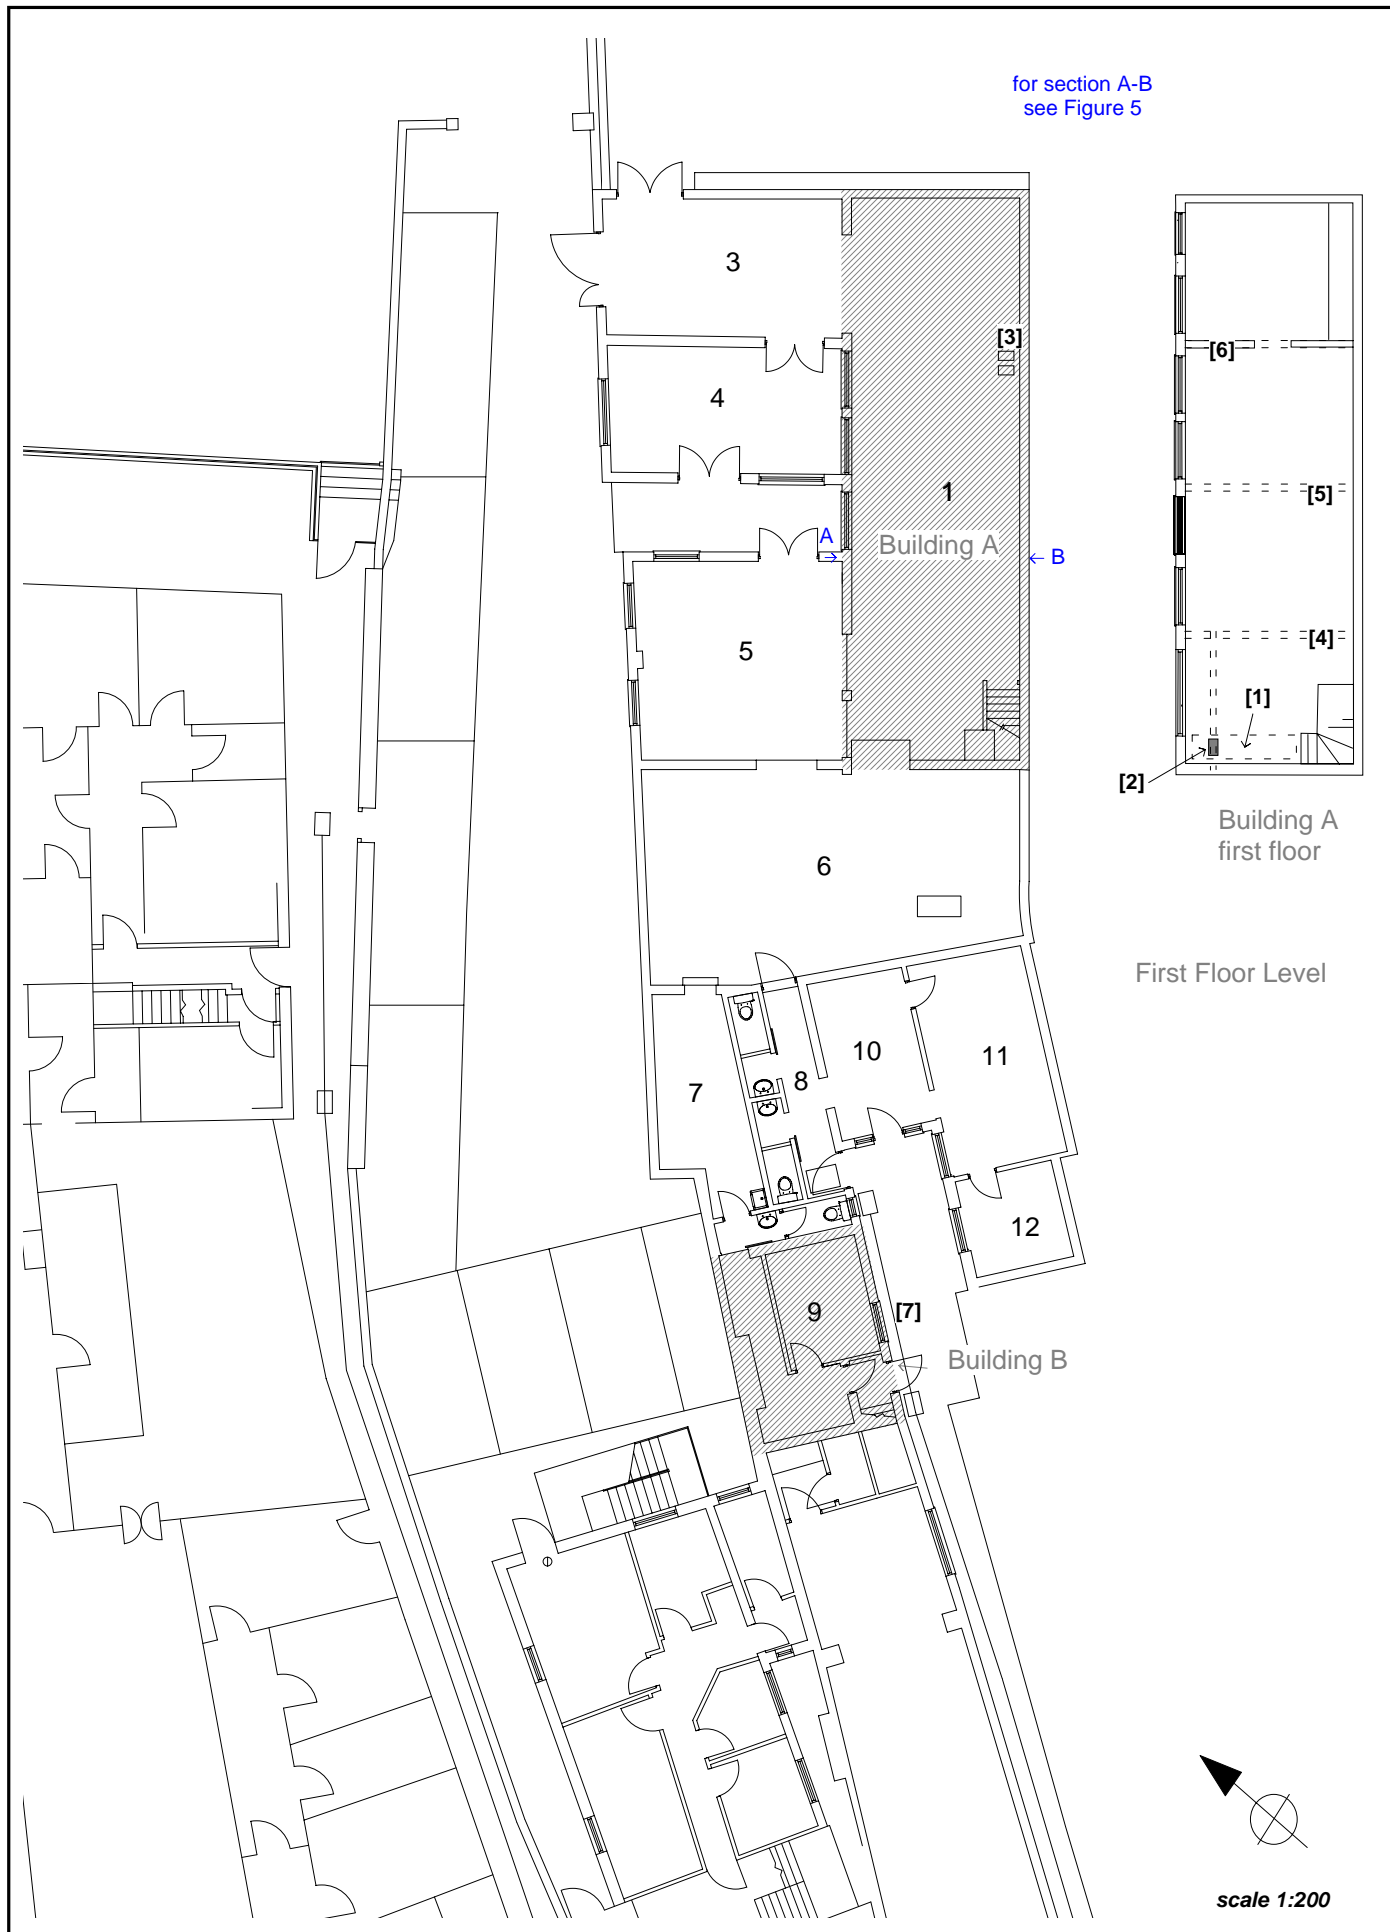 for section A-B
see Figure 5
3
[3]
[6]
4
1
[5]
A
Building A
B
5
[4]
[1]
[2]
Building A
first floor
6
First Floor Level
10
11
8
7
12
9
[7]
Building B
scale 1:200